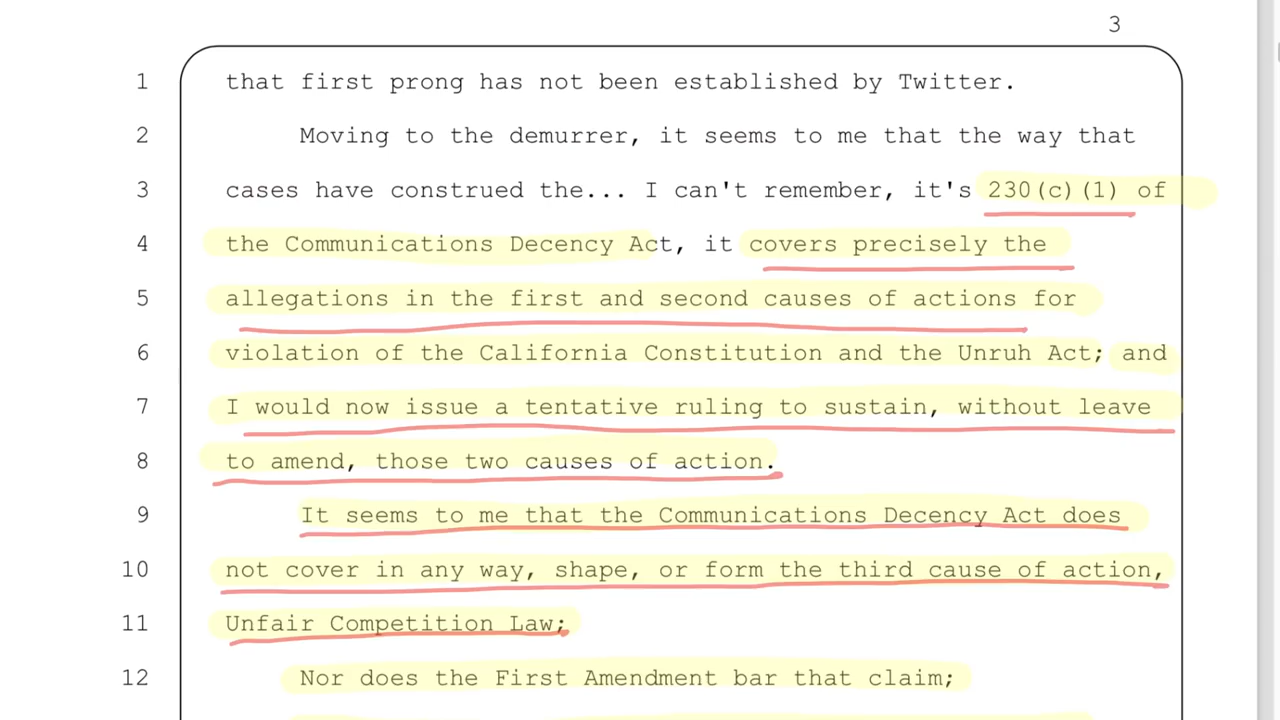 3
1 that first prong has not been established by Twitter.
2 Moving to the demurrer, it seems to me that the way that
3 cases have construed the... I can't remember, it's 230(c)(1) of
4 the Communications Decency Act, it covers precisely the
5 allegations in the first and second causes of actions for
6 violation of the California Constitution and the Unruh Act; and
7 I would now issue a tentative ruling to sustain, without leave
8 to amend, those two causes of action.
9 It seems to me that the Communications Decency Act does
10 not cover in any way, shape, or form the third cause of action,
11 Unfair Competition Law;
12 Nor does the First Amendment bar that claim;